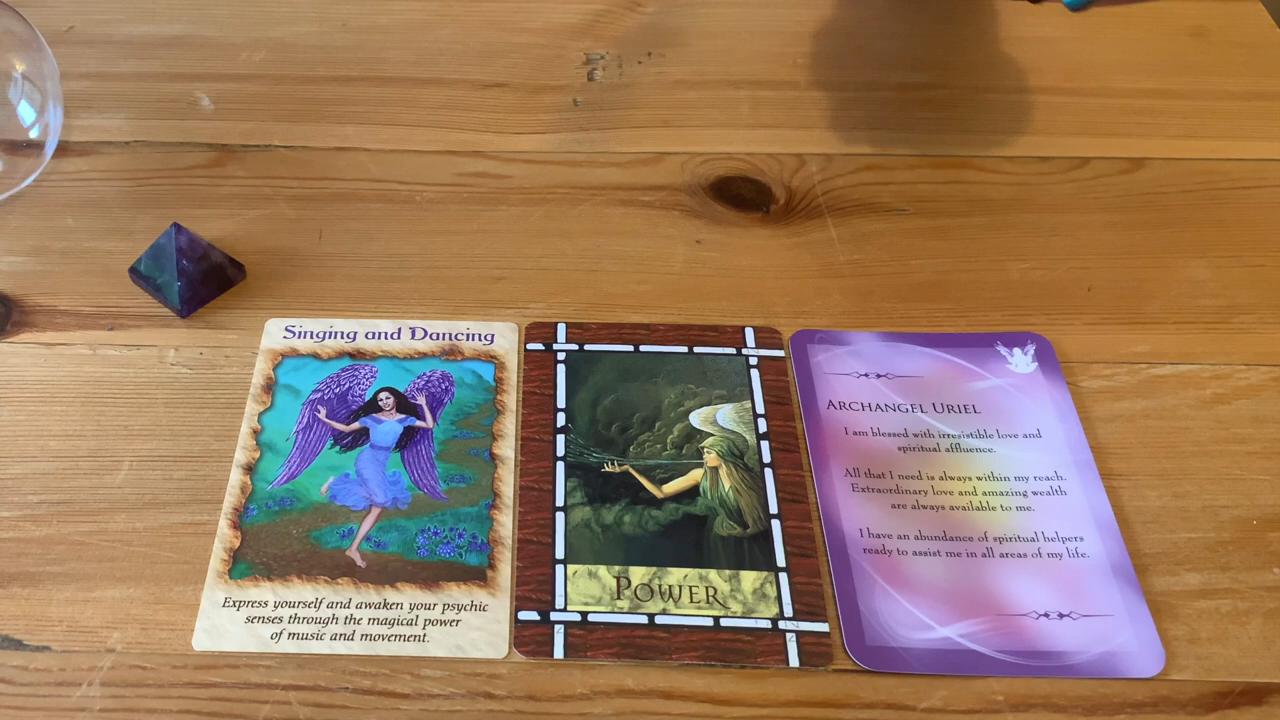 Singing and Dancing
Express yourself and awaken your psychic
senses through the magical power
of music and movement.
POWER
ARCHANGEL URIEL
I am blessed with irresistible love and
spiritual affluence.
All that I need is always within my reach.
Extraordinary love and amazing wealth
are always available to me.
I have an abundance of spiritual helpers
ready to assist me in all areas of my life.